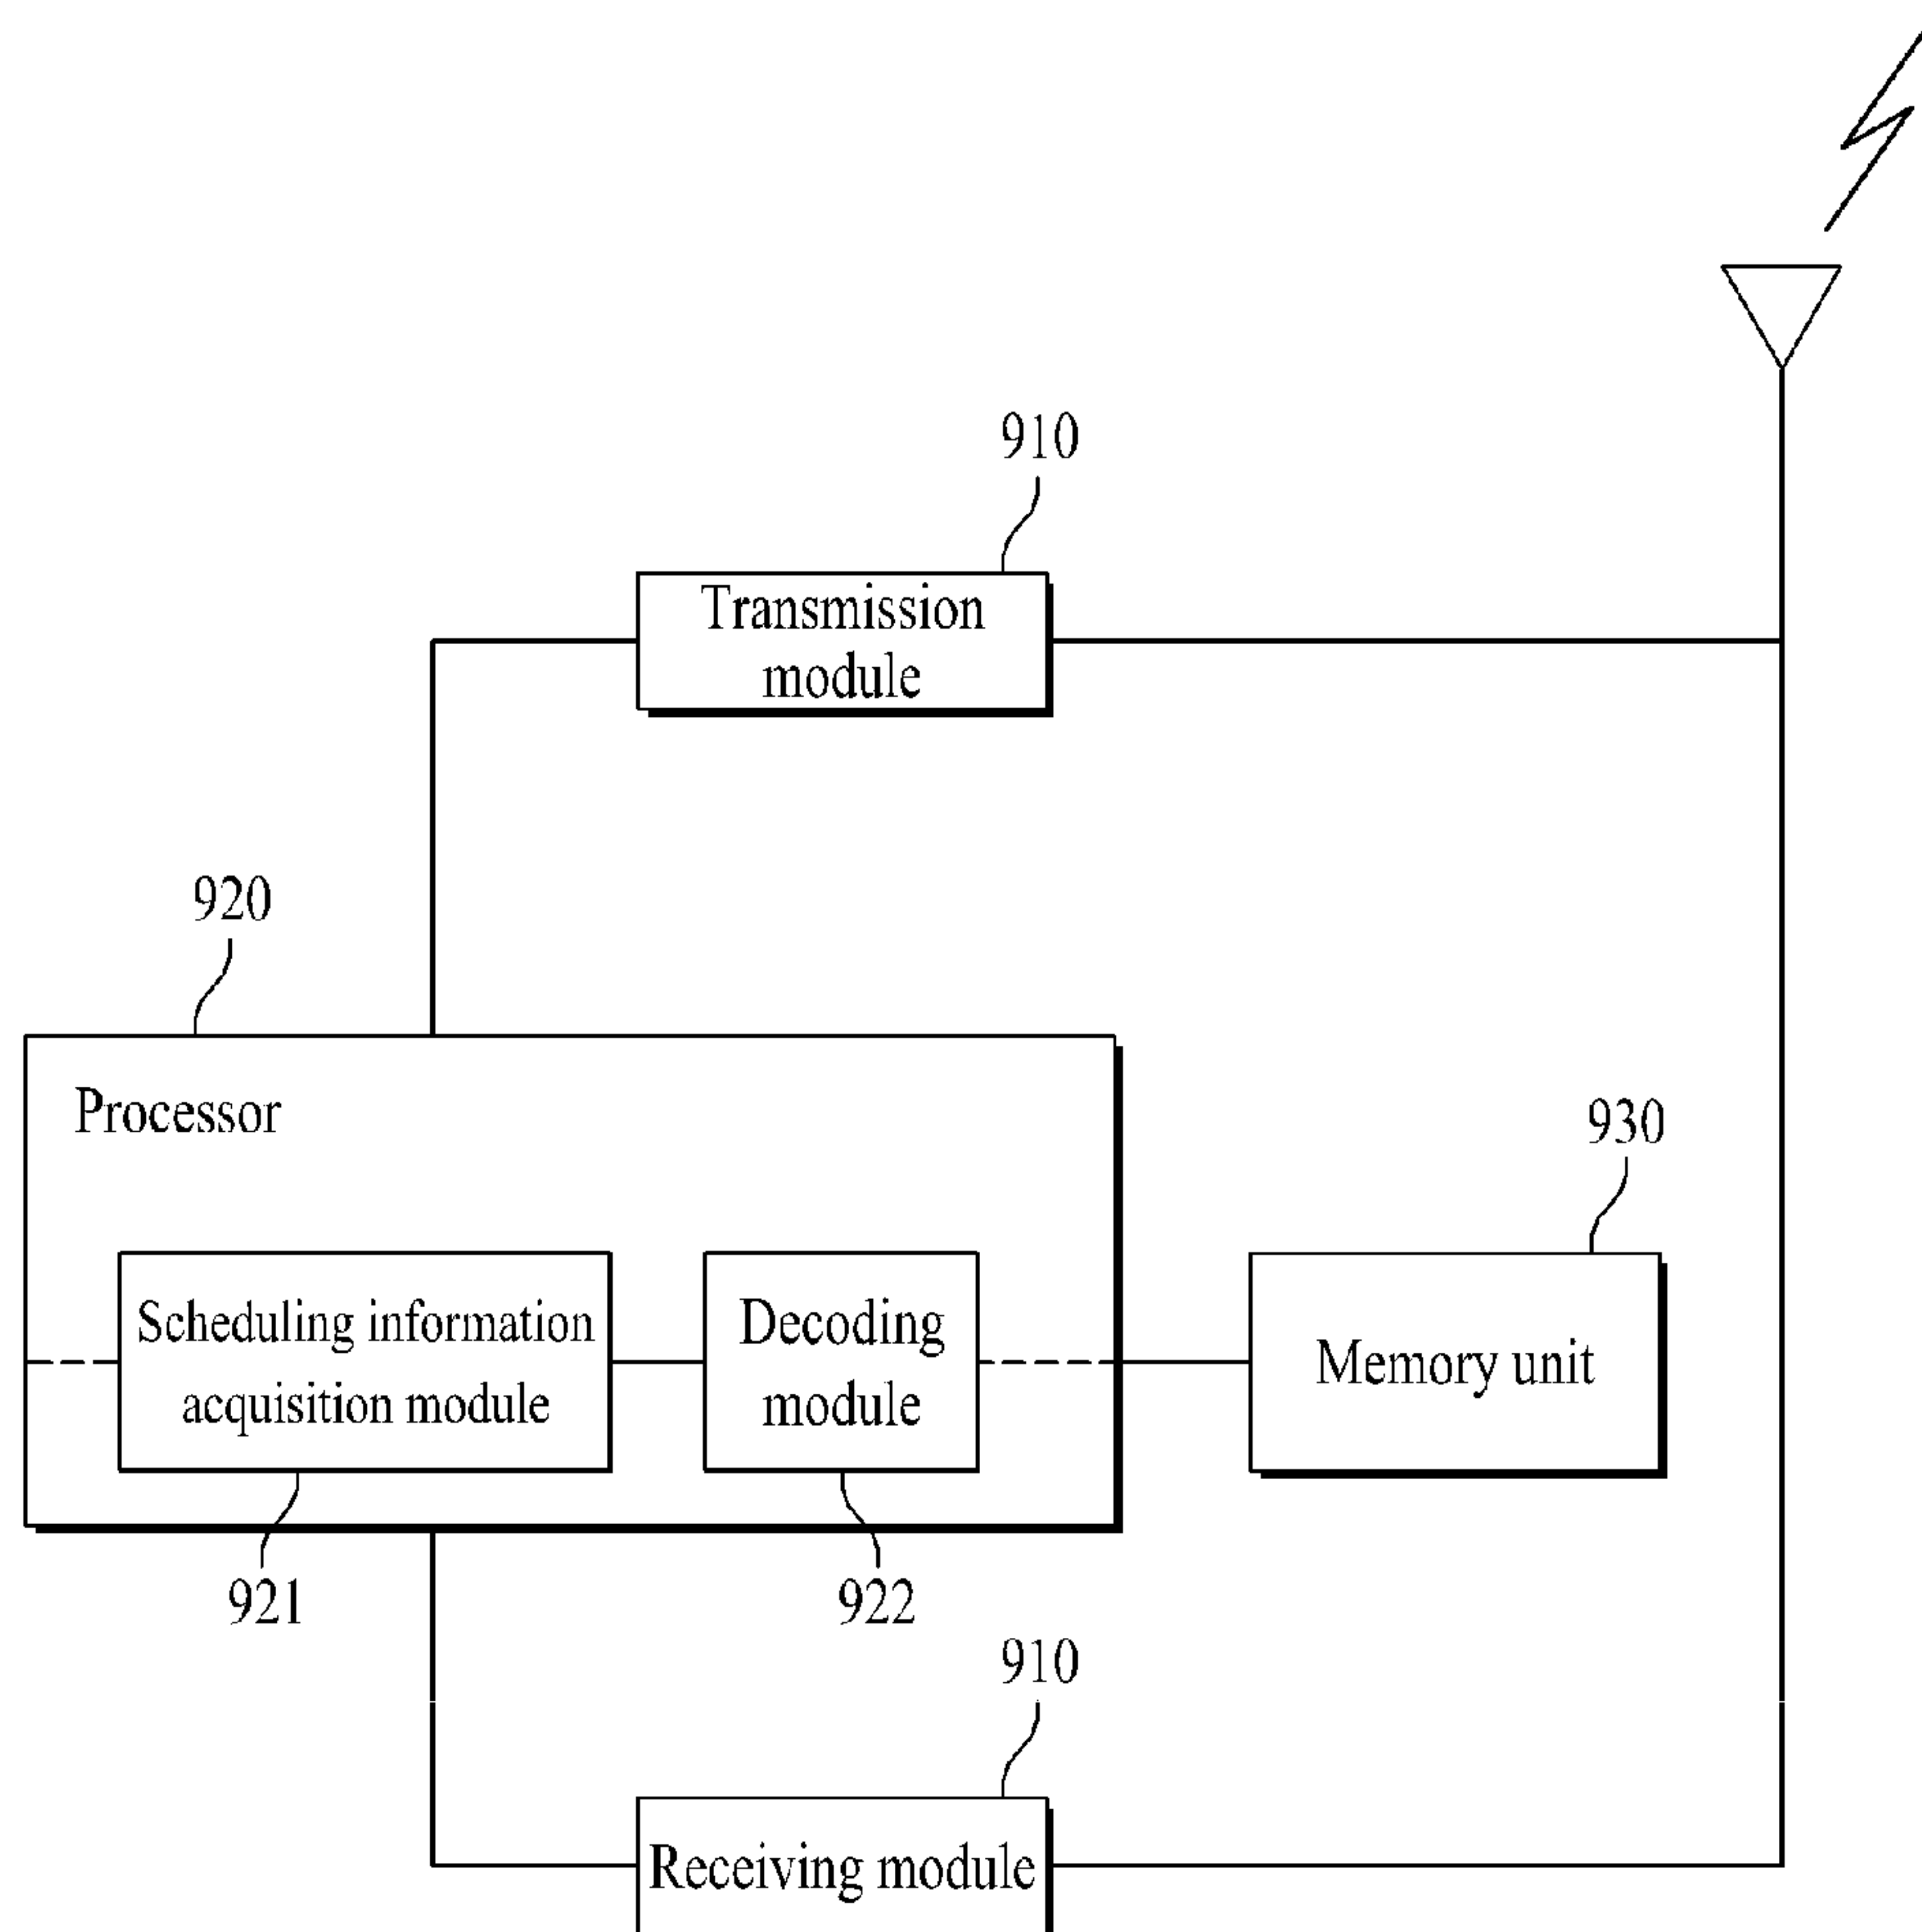 910
Transmission
module
920
Processor
930
Scheduling information
acquisition module
Decoding
module
Memory unit
921
922
910
Receiving module